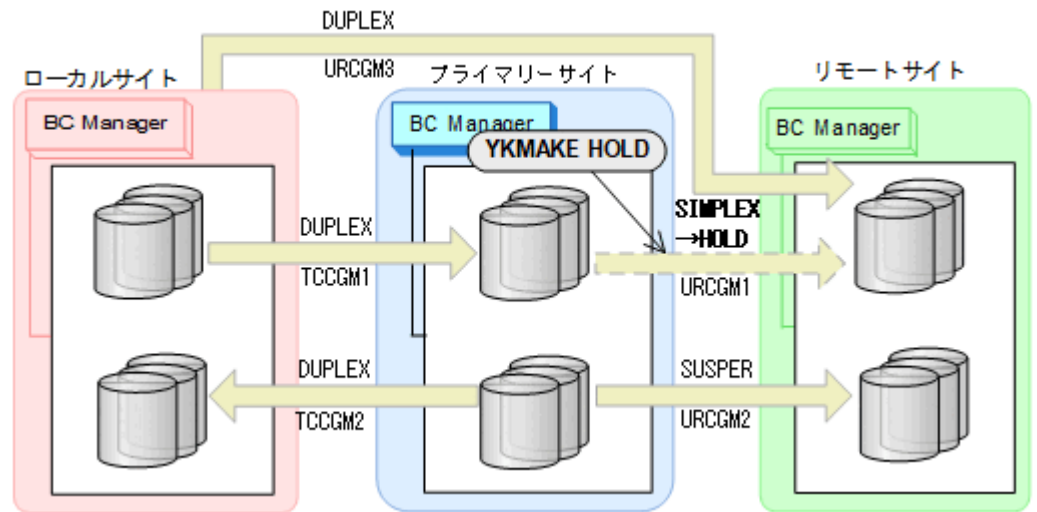 DUPLEX
URCGM3
ローカルサイト
プライマリーサイト
リモートサイト
BC Manager
BC Manager
BC Manager
YKMAKE HOLD
DUPLEX
TCCGM1
SIMPLEX
→HOLD
URCGM1
DUPLEX
TCCGM2
SUSPER
URCGM2